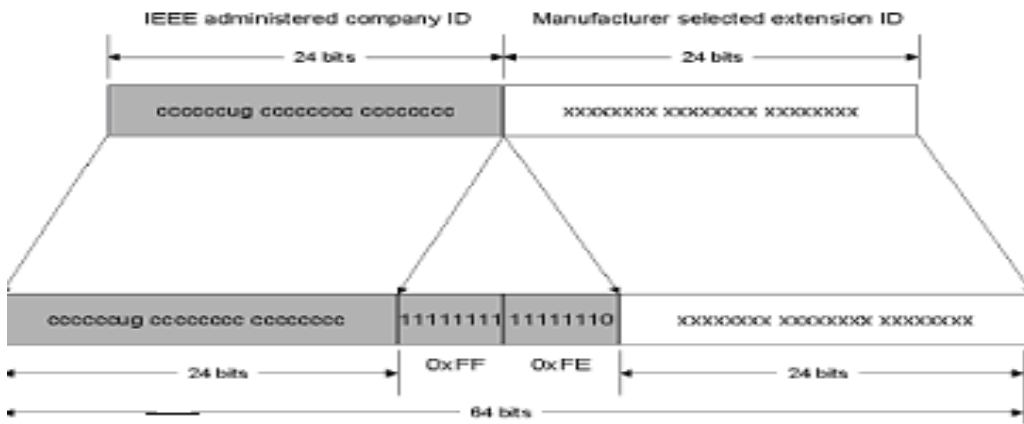 IEEE administered company ID Manufacturer selected extension ID
24 bits 24 bits
ccccccug cccccccc cccccccc xxxxxxxx xxxxxxxx xxxxxxxx
ccccccug cccccccc cccccccc 11111111 11111110 xxxxxxxx xxxxxxxx xxxxxxxx
0xFF 0xFE
24 bits 24 bits
64 bits